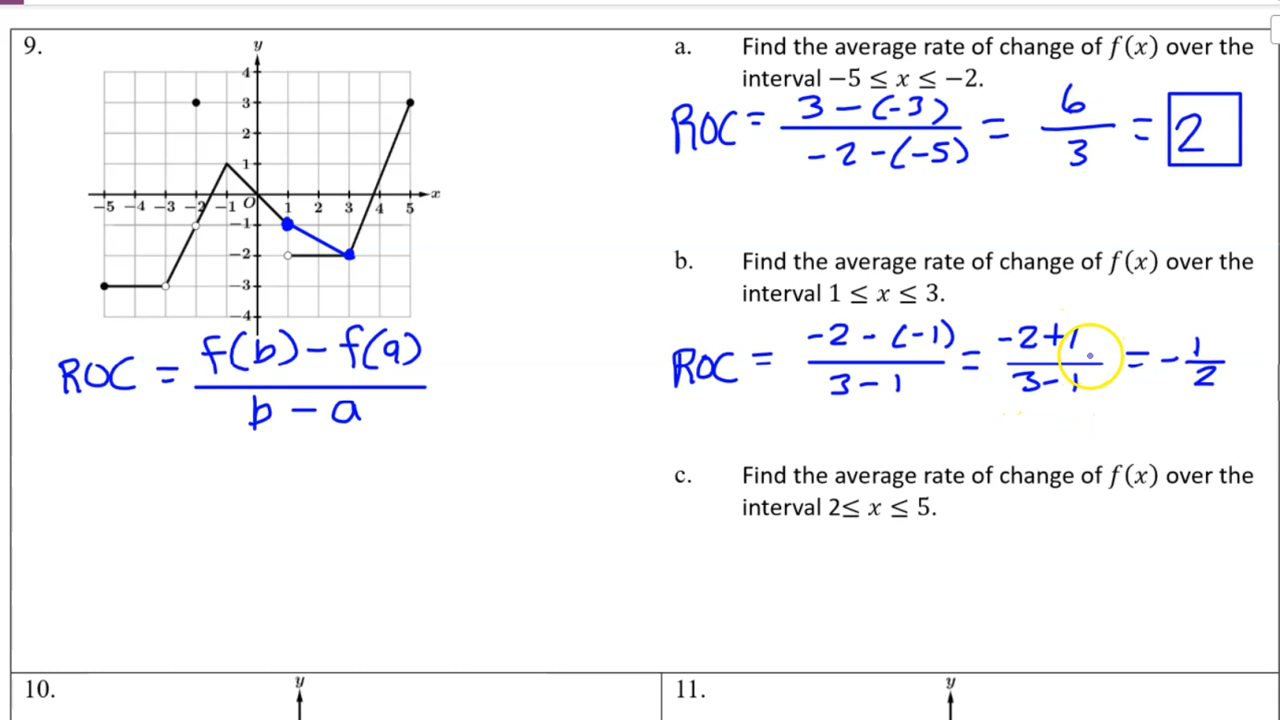 9.
y
4
3
2
1
-5 -4 -3 -2 -1 O 1 2 3 4 5 x
-1
-2
-3
-4
ROC = f(b) - f(a)
b - a
a. Find the average rate of change of f(x) over the
interval −5 ≤ x ≤ −2.
ROC = 3 - (-3) = 6 = 2
-2 - (-5) 3
b. Find the average rate of change of f(x) over the
interval 1 ≤ x ≤ 3.
ROC = -2 - (-1) = -2+1 = - 1
3 - 1 3 - 1 2
c. Find the average rate of change of f(x) over the
interval 2≤ x ≤ 5.
10. y
11. y